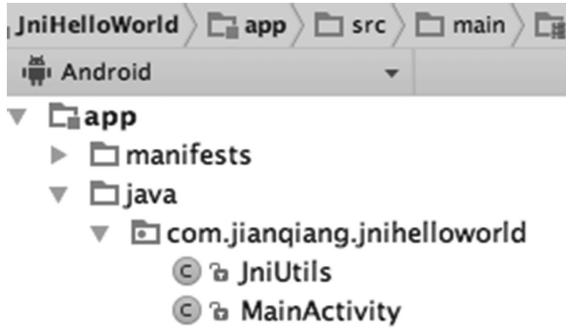 JniHelloWorld app src main
Android
app
manifests
java
com.jianqiang.jnihelloworld
JniUtils
MainActivity